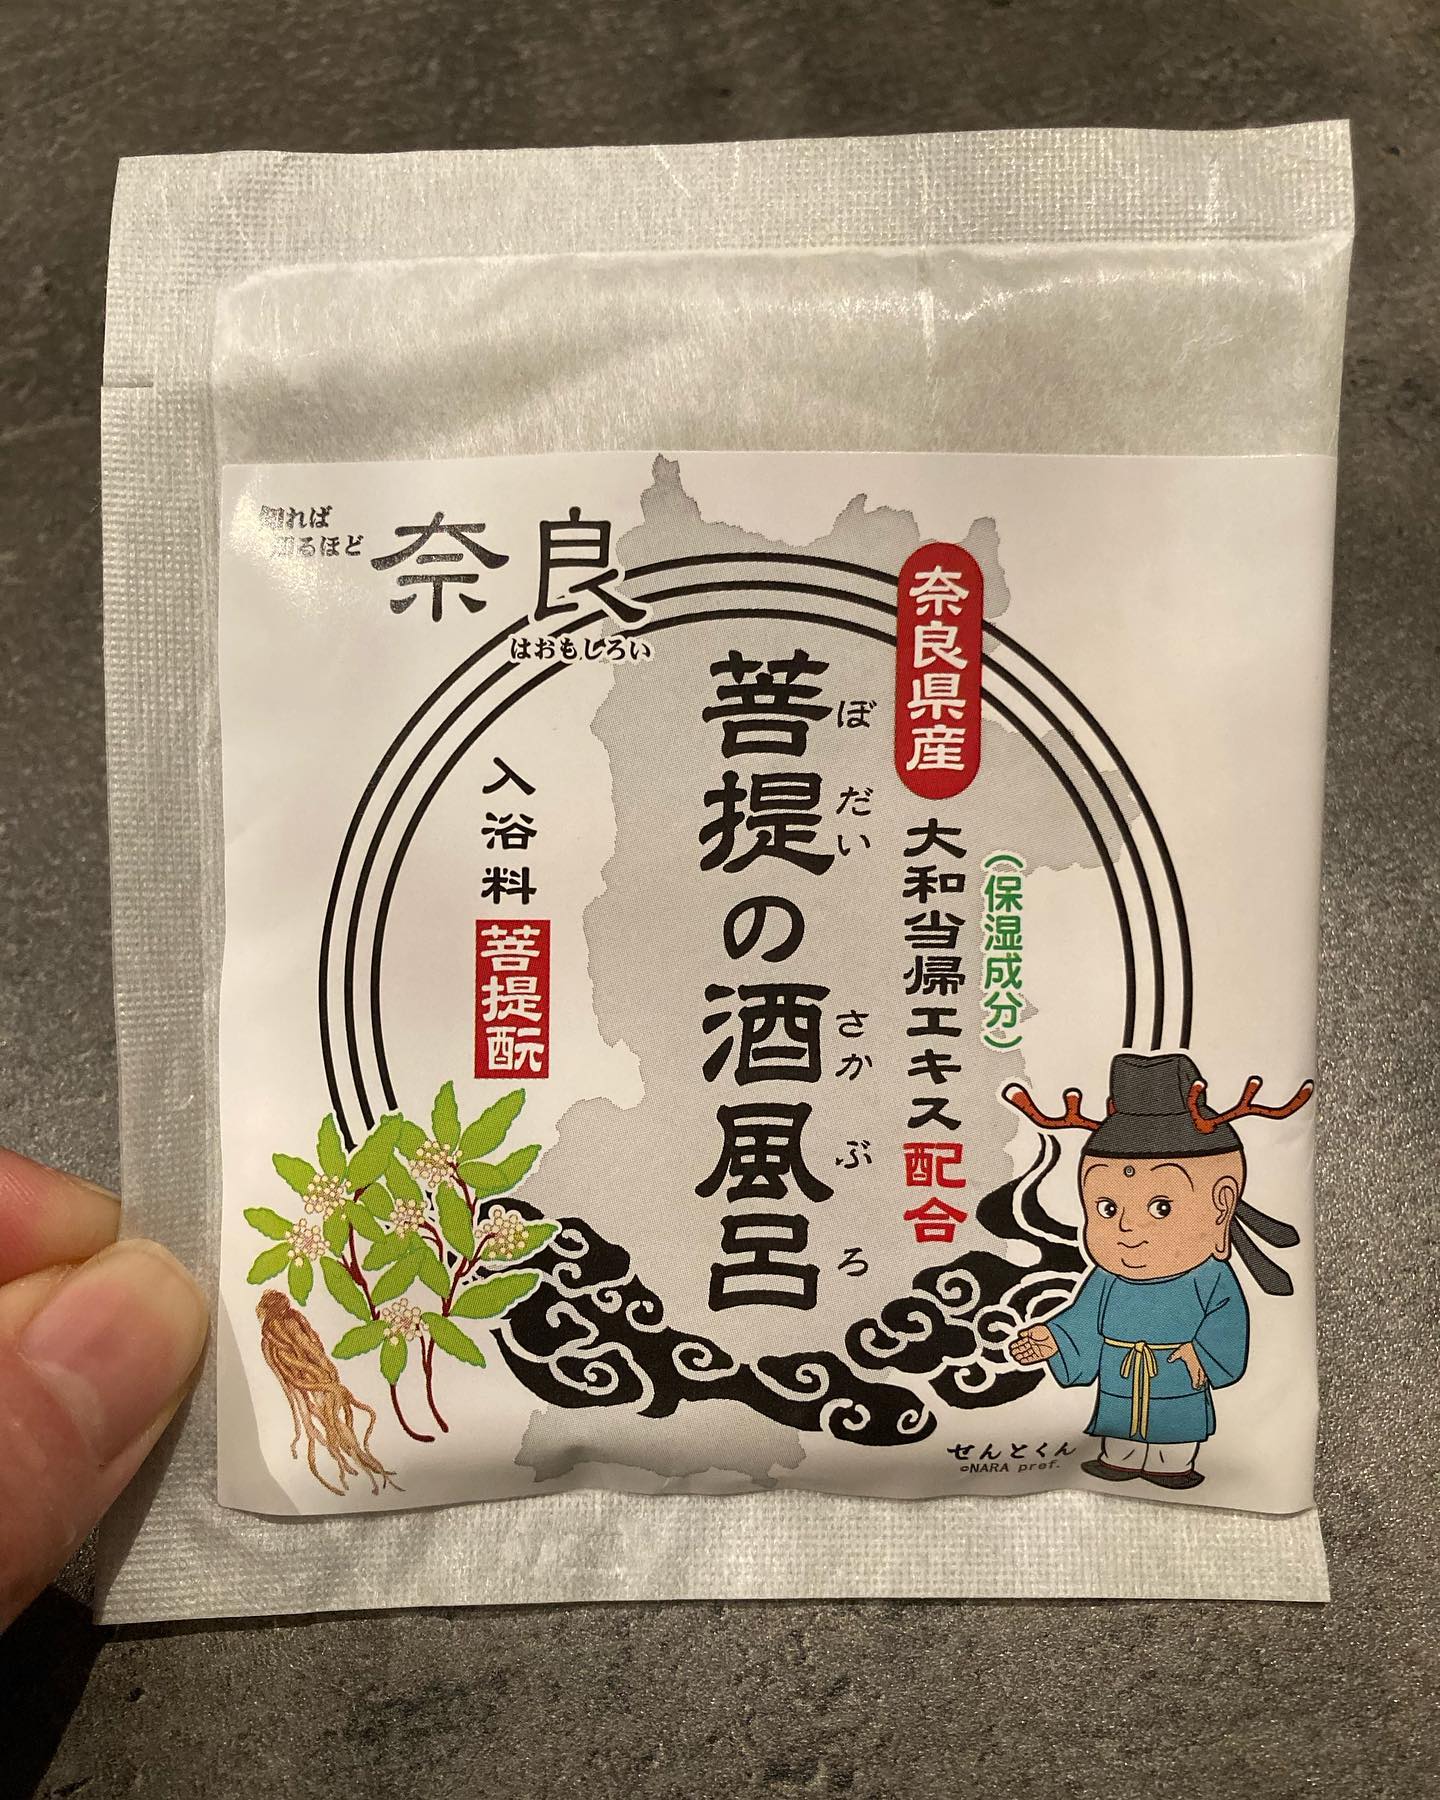 知れば
知るほど
奈良
はおもしろい
奈良県産
(保湿成分)
大和当帰エキス配合
菩提の酒風呂
ぼだい さかぶろ
入浴料 菩提酛
せんとくん
©NARA pref.